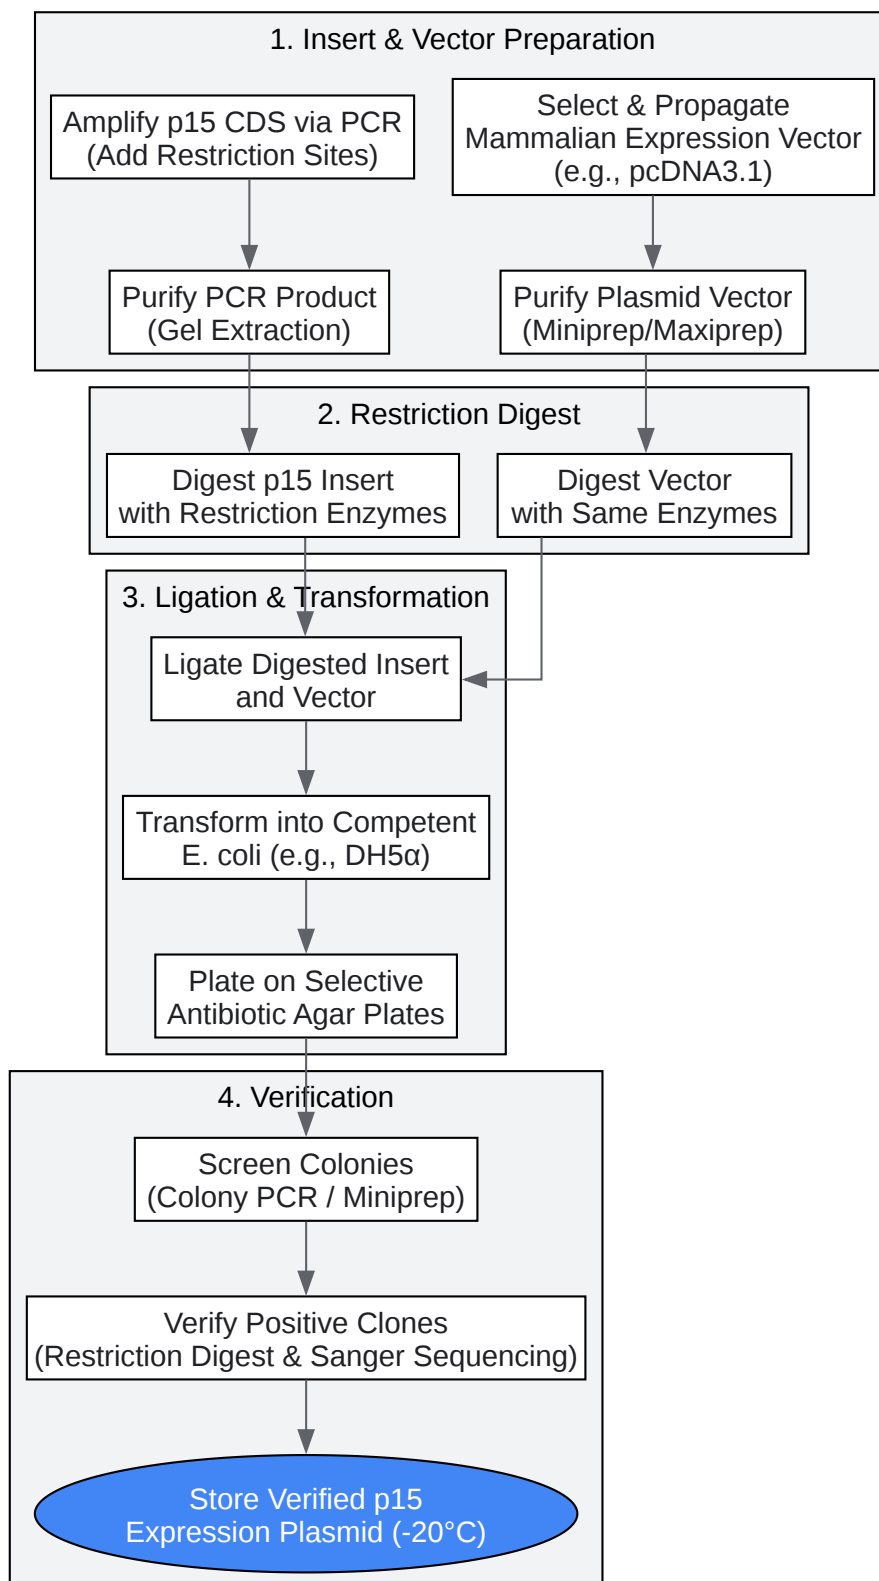 1. Insert & Vector Preparation
Amplify p15 CDS via PCR
(Add Restriction Sites)
Select & Propagate
Mammalian Expression Vector
(e.g., pcDNA3.1)
Purify PCR Product
(Gel Extraction)
Purify Plasmid Vector
(Miniprep/Maxiprep)
2. Restriction Digest
Digest p15 Insert
with Restriction Enzymes
Digest Vector
with Same Enzymes
3. Ligation & Transformation
Ligate Digested Insert
and Vector
Transform into Competent
E. coli (e.g., DH5α)
Plate on Selective
Antibiotic Agar Plates
4. Verification
Screen Colonies
(Colony PCR / Miniprep)
Verify Positive Clones
(Restriction Digest & Sanger Sequencing)
Store Verified p15
Expression Plasmid (-20°C)